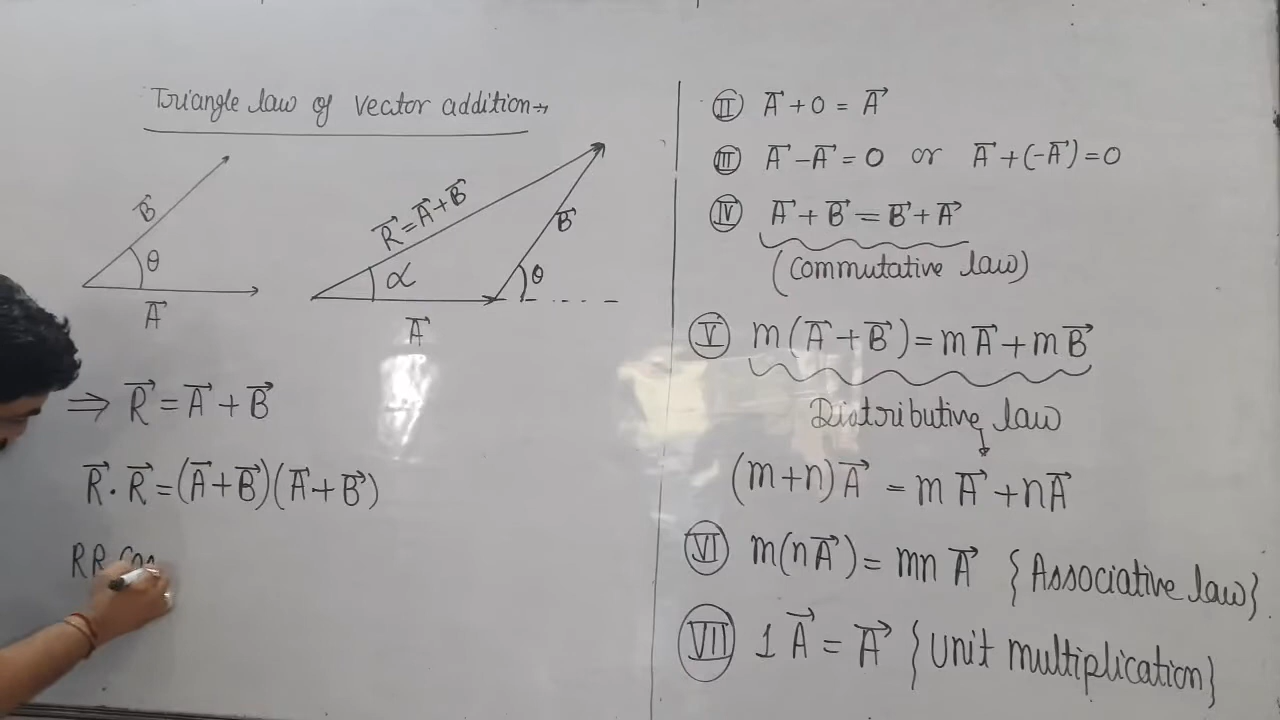 Triangle law of vector addition→
B⃗
θ
A⃗
R⃗=A⃗+B⃗
α
B⃗
θ
A⃗
⇒ R⃗ = A⃗ + B⃗
R⃗ . R⃗ = (A⃗+B⃗)(A⃗+B⃗)
RR Cos
II A⃗ + 0 = A⃗
III A⃗ - A⃗ = 0 or A⃗ + (-A⃗) = 0
IV A⃗ + B⃗ = B⃗ + A⃗
(Commutative law)
V m(A⃗ + B⃗) = mA⃗ + mB⃗
Distributive law
(m+n)A⃗ = mA⃗ + nA⃗
VI m(nA⃗) = mn A⃗ {Associative law}
VII 1 A⃗ = A⃗ {Unit multiplication}